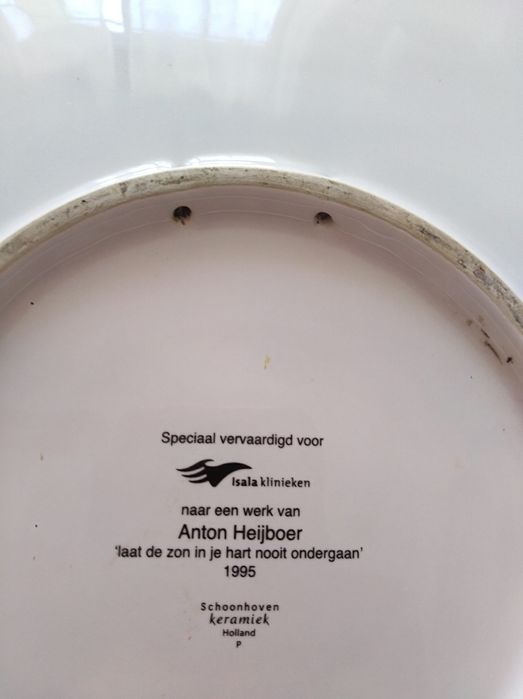 Speciaal vervaardigd voor
Isala klinieken
naar een werk van
Anton Heijboer
'laat de zon in je hart nooit ondergaan'
1995
Schoonhoven
keramiek
Holland
P